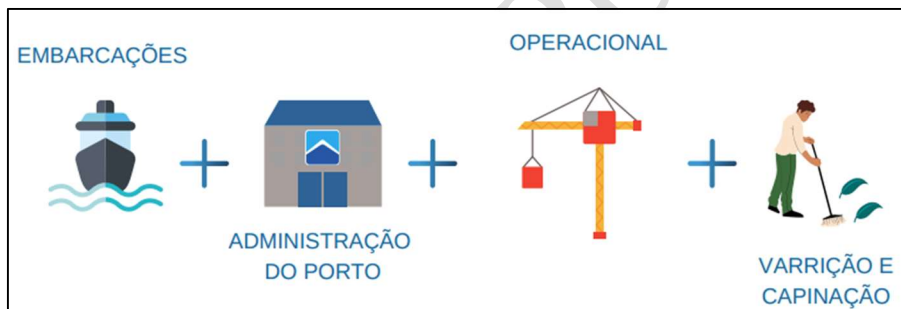 EMBARCAÇÕES
OPERACIONAL
ADMINISTRAÇÃO
DO PORTO
VARRIÇÃO E
CAPINAÇÃO